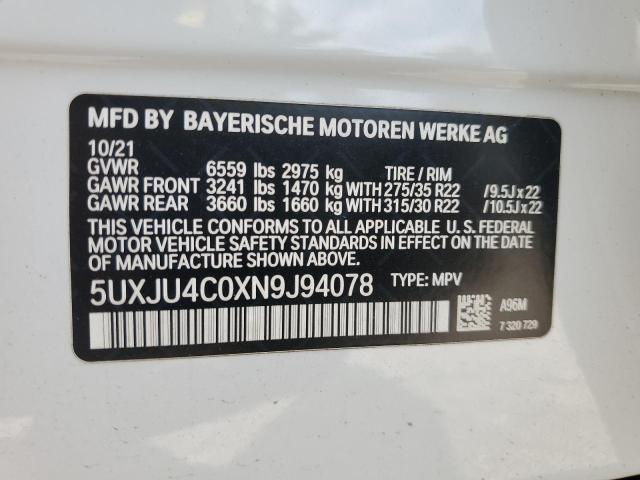 MFD BY BAYERISCHE MOTOREN WERKE AG
10/21
GVWR 6559 lbs 2975 kg TIRE / RIM
GAWR FRONT 3241 lbs 1470 kg WITH 275/35 R22 /9.5J x 22
GAWR REAR 3660 lbs 1660 kg WITH 315/30 R22 /10.5J x 22
THIS VEHICLE CONFORMS TO ALL APPLICABLE U. S. FEDERAL
MOTOR VEHICLE SAFETY STANDARDS IN EFFECT ON THE DATE
OF MANUFACTURE SHOWN ABOVE.
5UXJU4C0XN9J94078 TYPE: MPV
A96M
7 320 729